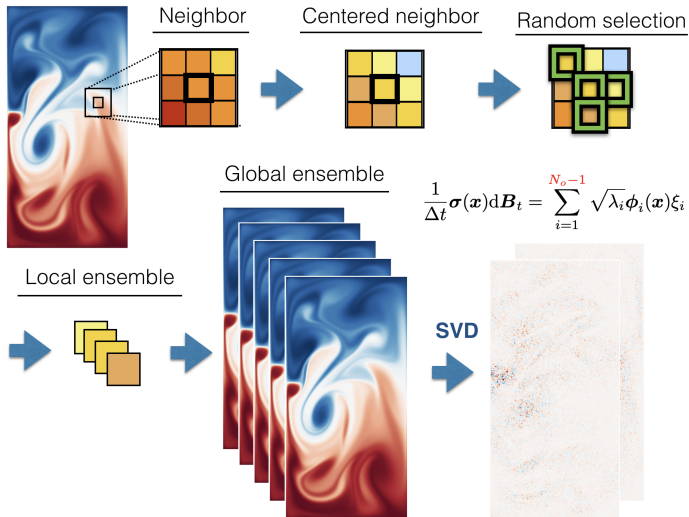 Neighbor
Centered neighbor
Random selection
Global ensemble
$\frac{1}{\Delta t}\boldsymbol{\sigma}(\boldsymbol{x})\mathrm{d}\boldsymbol{B}_t = \sum_{i=1}^{N_o-1} \sqrt{\lambda_i}\boldsymbol{\phi}_i(\boldsymbol{x})\xi_i$
Local ensemble
SVD